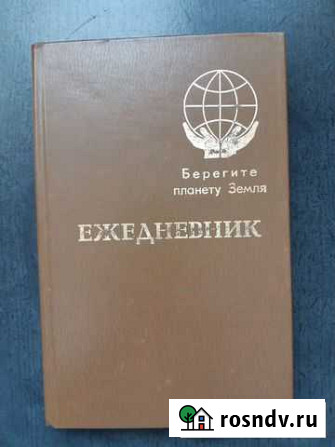 Берегите
планету Земля
ЕЖЕДНЕВНИК
rosndv.ru